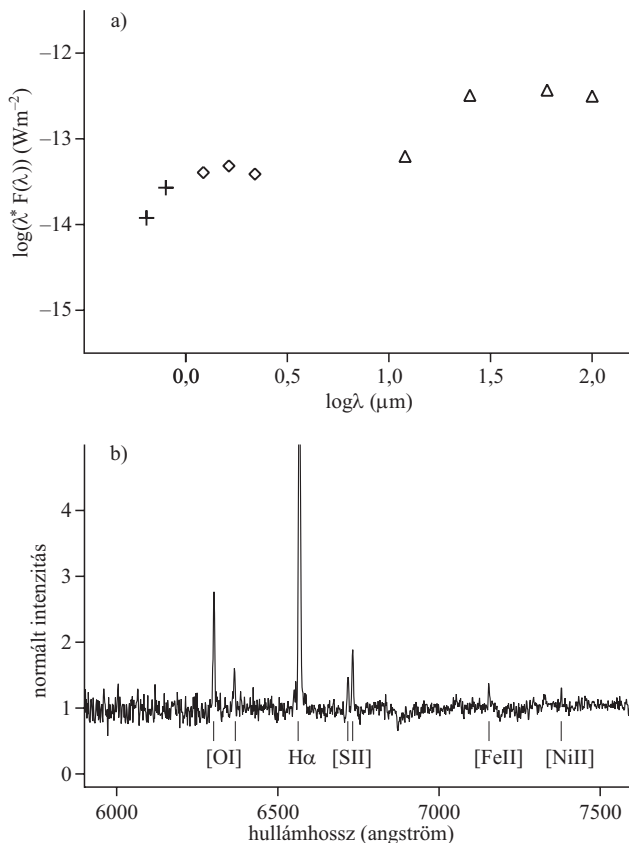 a)
−12
−13
−14
−15
log(λ* F(λ)) (Wm−2)
0,0 0,5 1,0 1,5 2,0
logλ (μm)
b)
4
3
2
1
0
normált intenzitás
[OI] Hα [SII] [FeII] [NiII]
6000 6500 7000 7500
hullámhossz (angström)